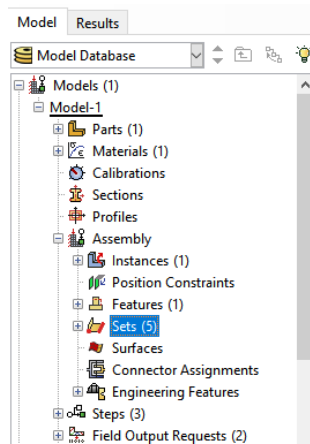 Model Results
Model Database
Models (1)
Model-1
Parts (1)
Materials (1)
Calibrations
Sections
Profiles
Assembly
Instances (1)
Position Constraints
Features (1)
Sets (5)
Surfaces
Connector Assignments
Engineering Features
Steps (3)
Field Output Requests (2)